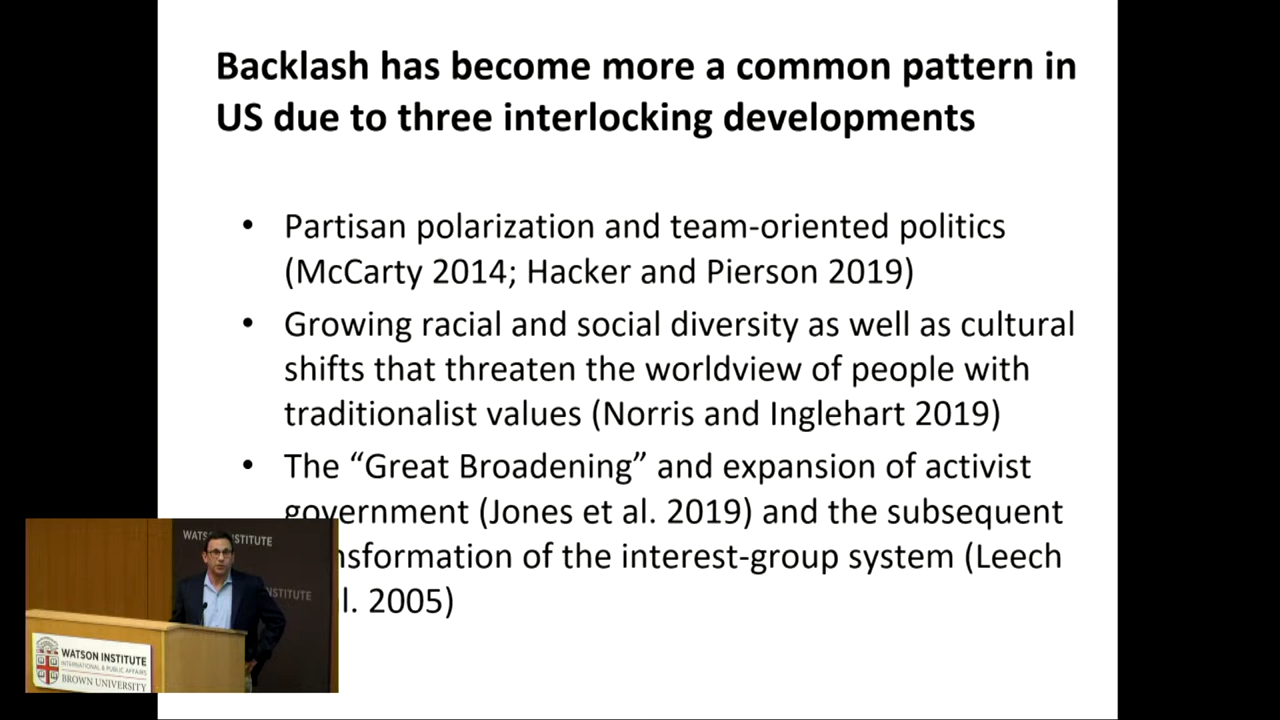 Backlash has become more a common pattern in
US due to three interlocking developments
• Partisan polarization and team-oriented politics
(McCarty 2014; Hacker and Pierson 2019)
• Growing racial and social diversity as well as cultural
shifts that threaten the worldview of people with
traditionalist values (Norris and Inglehart 2019)
• The “Great Broadening” and expansion of activist
government (Jones et al. 2019) and the subsequent
nsformation of the interest-group system (Leech
l. 2005)
WATSON INSTITUTE
INSTITUTE
WATSON INSTITUTE
INTERNATIONAL & PUBLIC AFFAIRS
BROWN UNIVERSITY